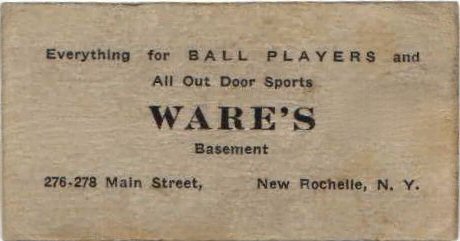 Everything for BALL PLAYERS and
All Out Door Sports
WARE'S
Basement
276-278 Main Street, New Rochelle, N. Y.